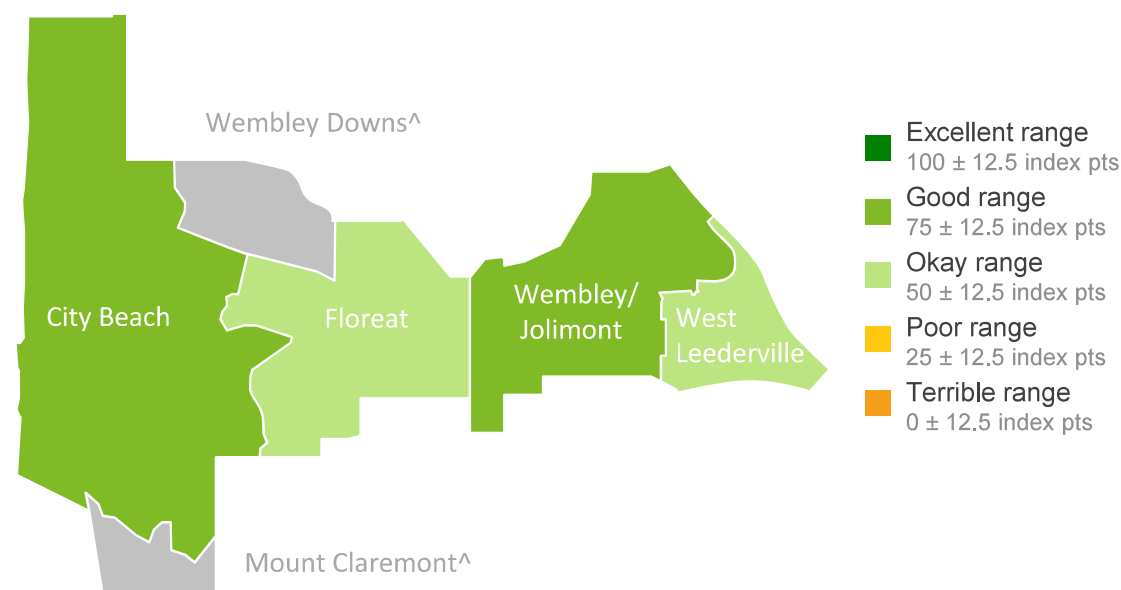 Wembley Downs^
City Beach
Floreat
Wembley/
Jolimont
West
Leederville
Mount Claremont^
Excellent range
100 ± 12.5 index pts
Good range
75 ± 12.5 index pts
Okay range
50 ± 12.5 index pts
Poor range
25 ± 12.5 index pts
Terrible range
0 ± 12.5 index pts